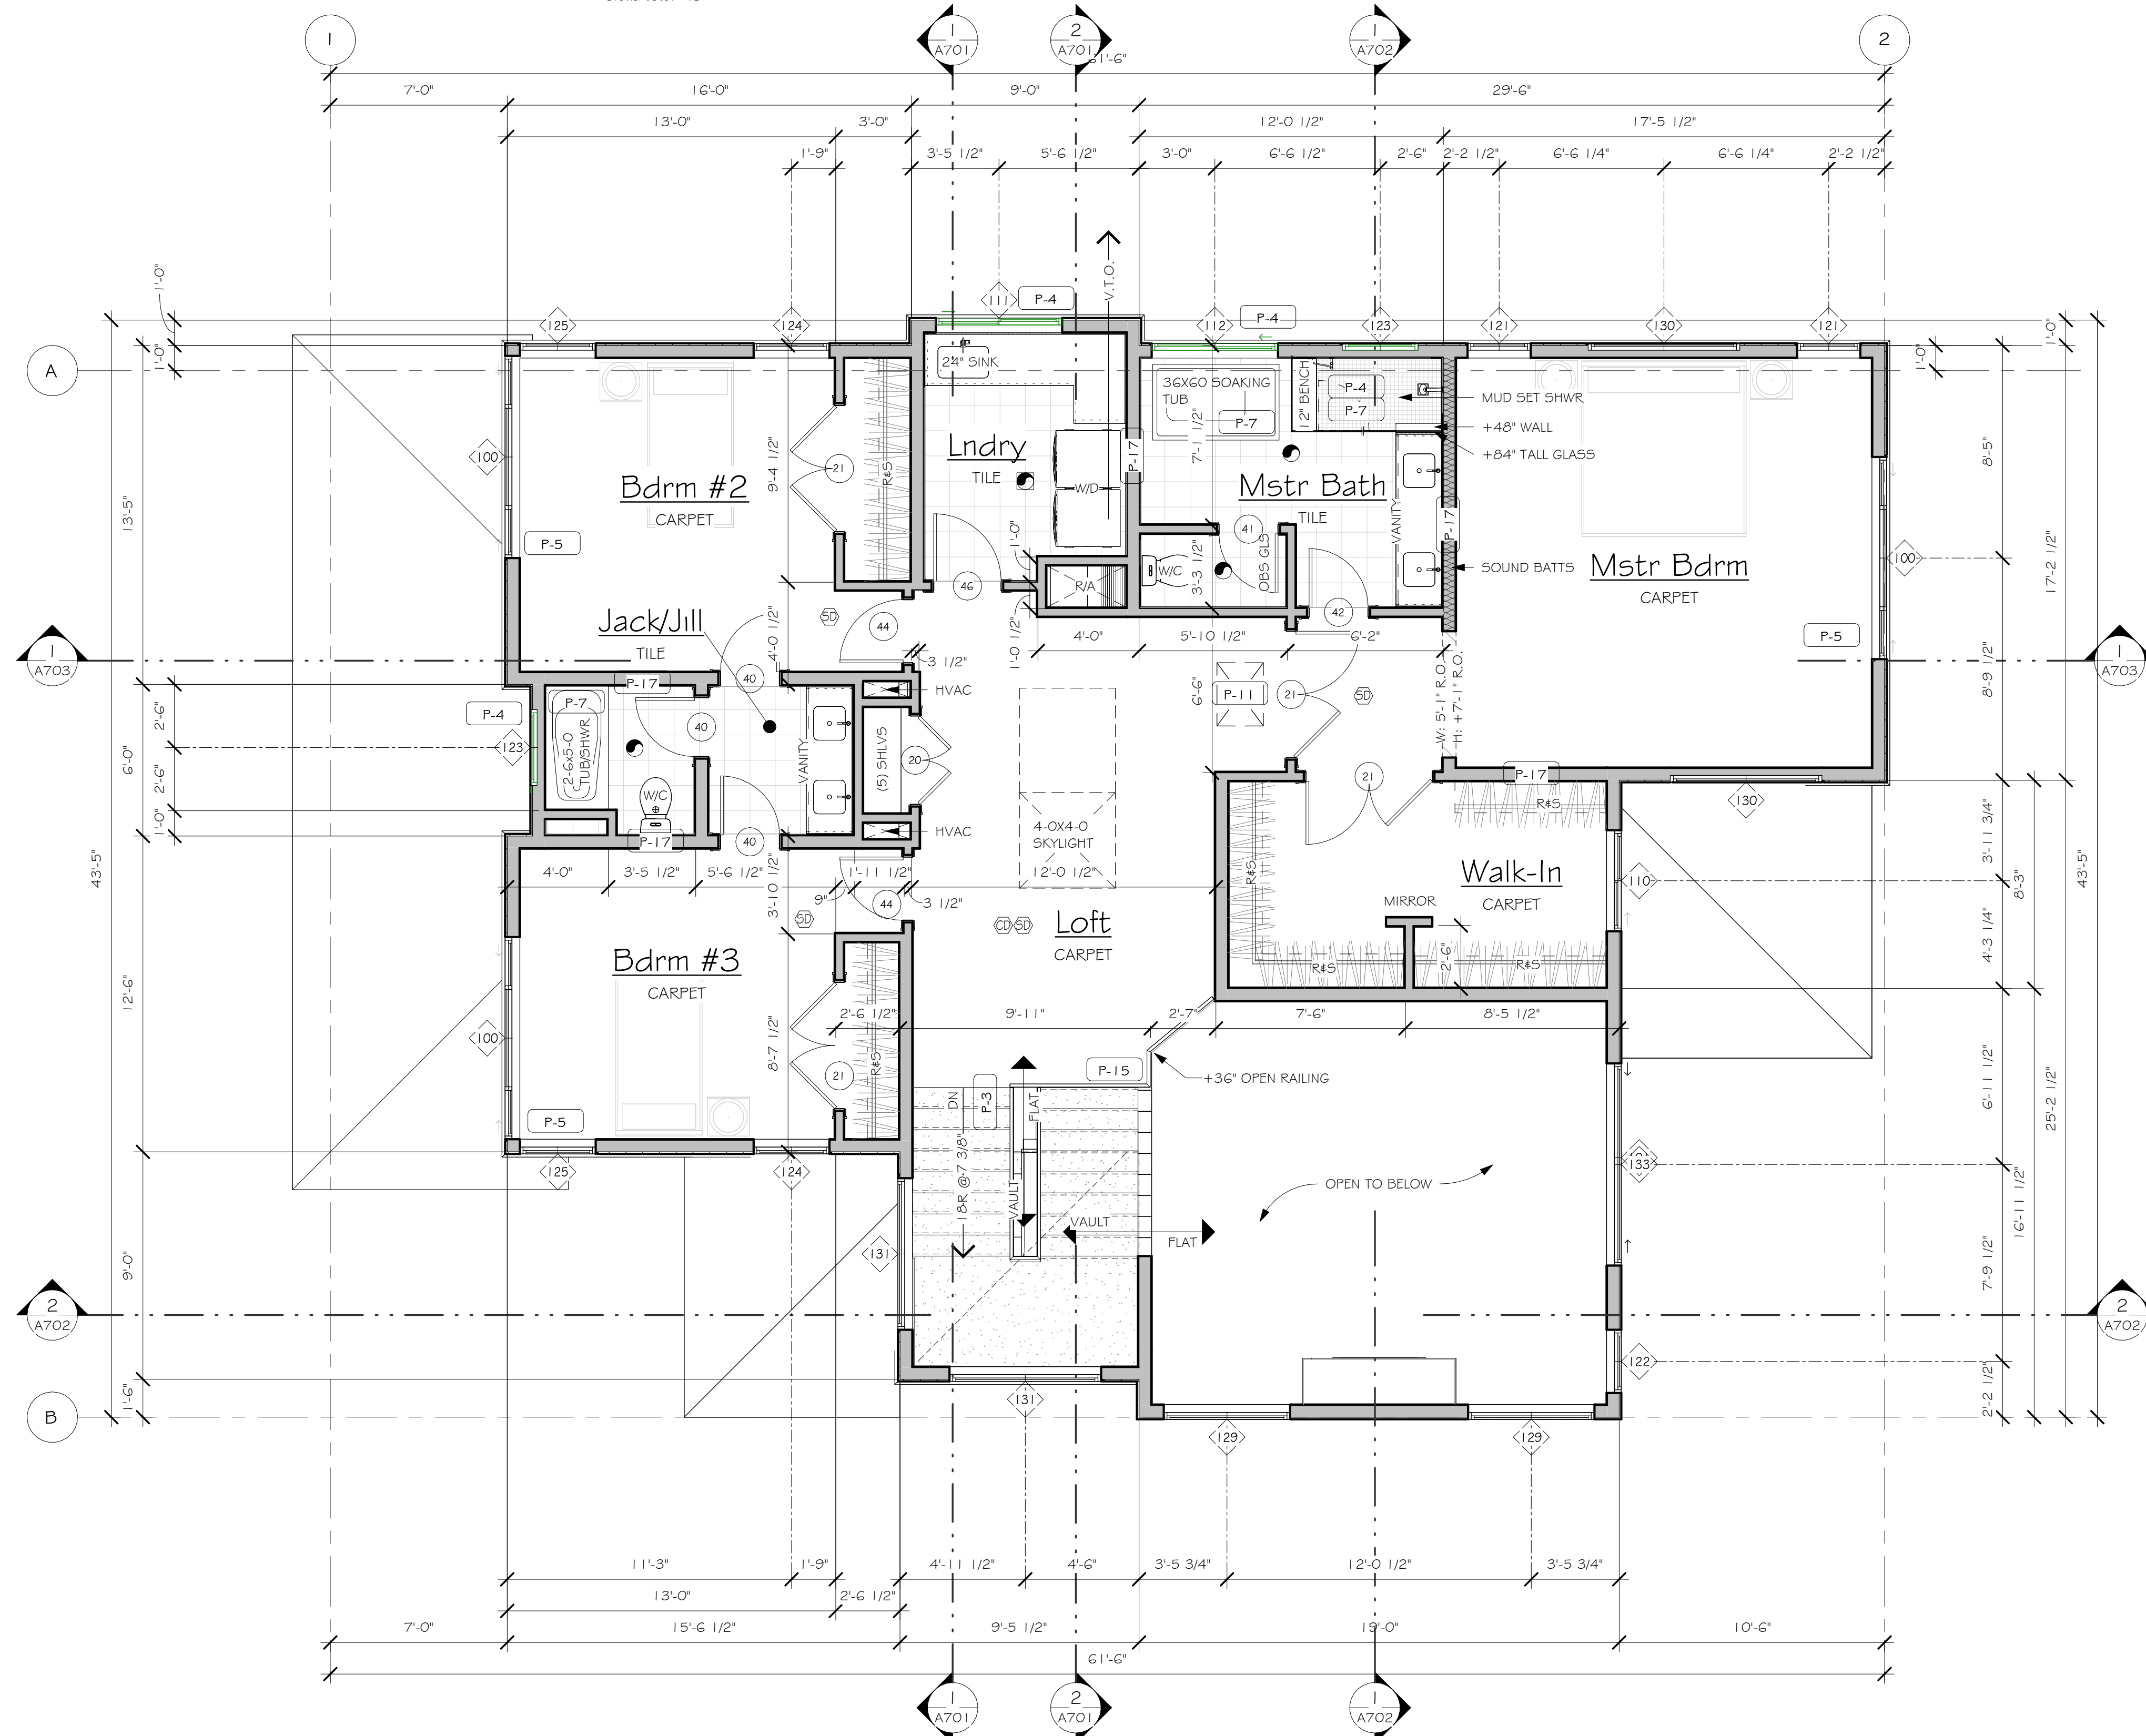 1
1
A701
2
A701
1
A702
2
61'-6"
7'-0"
16'-0"
9'-0"
29'-6"
13'-0"
3'-0"
12'-0 1/2"
17'-5 1/2"
1'-9"
3'-5 1/2"
5'-6 1/2"
3'-0"
6'-6 1/2"
2'-6"
2'-2 1/2"
6'-6 1/4"
6'-6 1/4"
2'-2 1/2"
V.T.O.
1'-0"
1'-0"
1'-0"
1'-0"
A
125
124
111
P-4
112
P-4
123
121
130
121
24" SINK
36X60 SOAKING
TUB
P-7
12" BENCH
P-4
P-7
MUD SET SHWR
+48" WALL
+84" TALL GLASS
100
Bdrm #2
CARPET
9'-4 1/2"
21
R&S
Lndry
TILE
W/D
P-17
7'-1 1/2"
Mstr Bath
TILE
VANITY
P-17
SOUND BATTS
Mstr Bdrm
CARPET
100
P-5
P-5
8'-5"
17'-2 1/2"
8'-9 1/2"
13'-5"
43'-5"
43'-5"
41
OBS GLS
W/C
3'-3 1/2"
1'-0"
R/A
46
42
SD
44
1'-0 1/2"
4'-0"
5'-10 1/2"
6'-2"
Jack/Jill
TILE
4'-0 1/2"
3 1/2"
1
A703
1
A703
P-17
40
HVAC
6'-6"
P-11
21
SD
W: 5'-1" R.O.
H: +7'-1" R.O.
P-4
123
P-7
2-6x5-0
TUB/SHWR
40
VANITY
(5) SHLVS
20
W/C
2'-6"
6'-0"
2'-6"
1'-0"
P-17
40
HVAC
4-0X4-0
SKYLIGHT
21
P-17
R&S
130
3'-11 3/4"
8'-3"
4'-3 1/4"
4'-0"
3'-5 1/2"
5'-6 1/2"
1'-11 1/2"
12'-0 1/2"
9"
3'-10 1/2"
44
3 1/2"
SD
CD
SD
Loft
CARPET
R&S
Walk-In
CARPET
MIRROR
2'-6"
R&S
R&S
110
Bdrm #3
CARPET
12'-6"
100
2'-6 1/2"
9'-11"
2'-7"
7'-6"
8'-5 1/2"
8'-7 1/2"
21
R&S
P-15
+36" OPEN RAILING
P-5
DN
P-3
FLAT
18-R @ 7 3/8"
VAULT
VAULT
FLAT
OPEN TO BELOW
133
6'-11 1/2"
25'-2 1/2"
16'-11 1/2"
7'-9 1/2"
2'-2 1/2"
125
124
131
9'-0"
1'-6"
2
A702
2
A702
122
B
131
129
129
11'-3"
1'-9"
4'-11 1/2"
4'-6"
3'-5 3/4"
12'-0 1/2"
3'-5 3/4"
13'-0"
2'-6 1/2"
7'-0"
15'-6 1/2"
9'-5 1/2"
19'-0"
10'-6"
61'-6"
1
A701
2
A701
1
A702